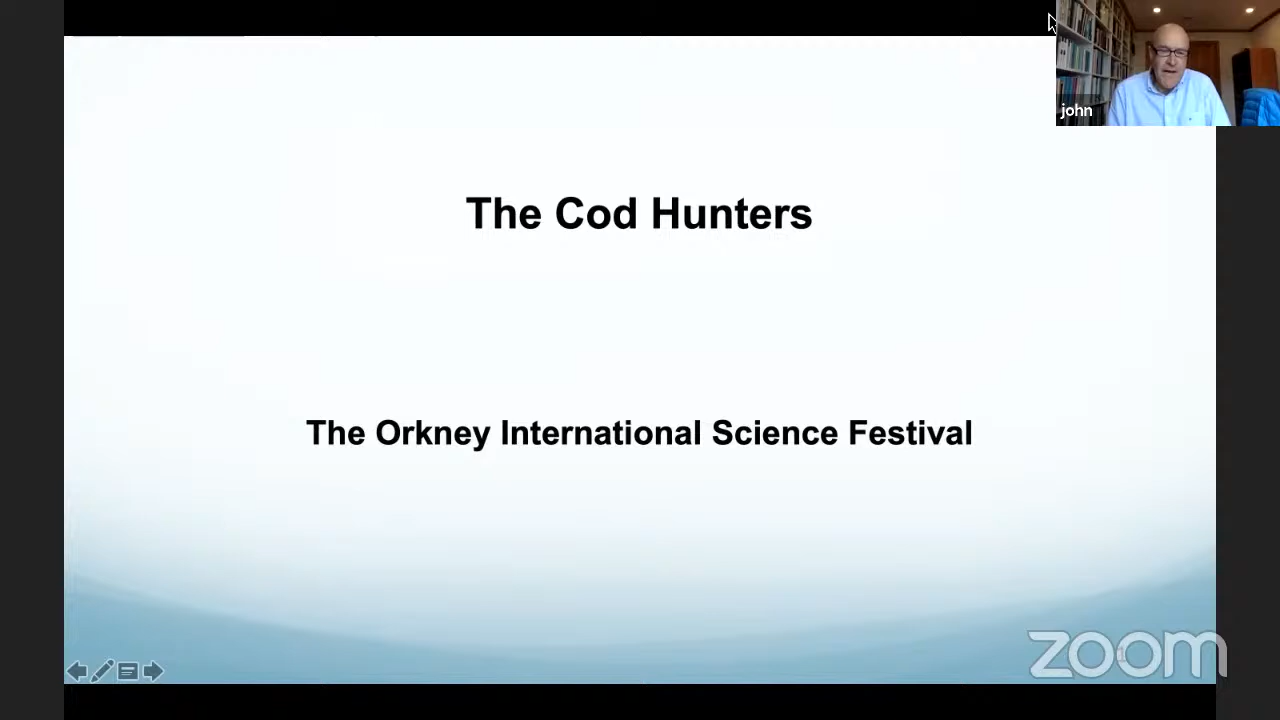 john
The Cod Hunters
The Orkney International Science Festival
zoom